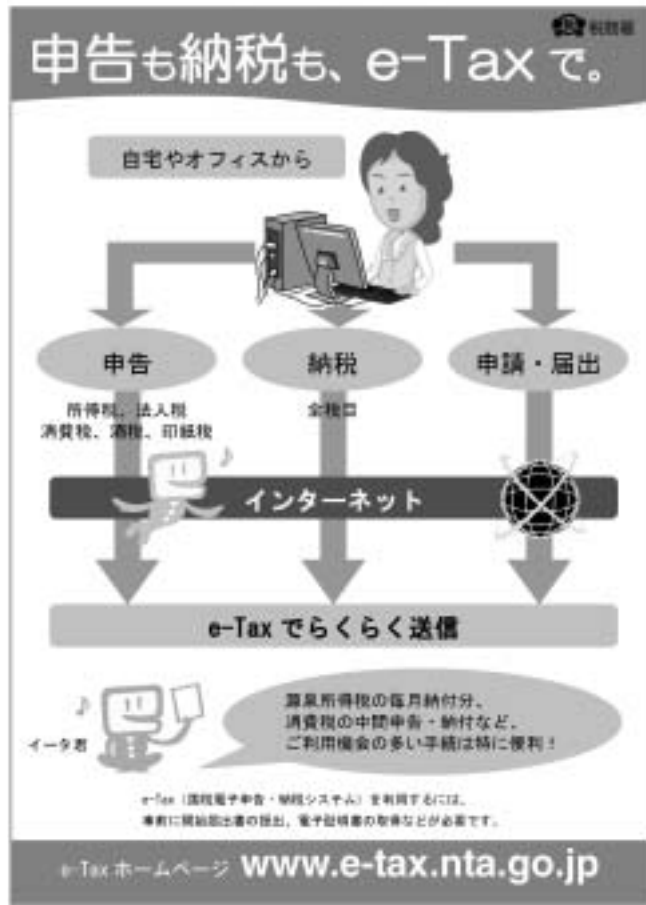 税務署
申告も納税も、e-Taxで。
自宅やオフィスから
申告
納税
申請・届出
所得税、法人税
消費税、酒税、印紙税
全税目
インターネット
e-Taxでらくらく送信
源泉所得税の毎月納付分、
消費税の中間申告・納付など、
ご利用機会の多い手続は特に便利！
イータ君
e-Tax（国税電子申告・納税システム）を利用するには、
事前に開始届出書の提出、電子証明書の取得などが必要です。
e-Taxホームページ www.e-tax.nta.go.jp